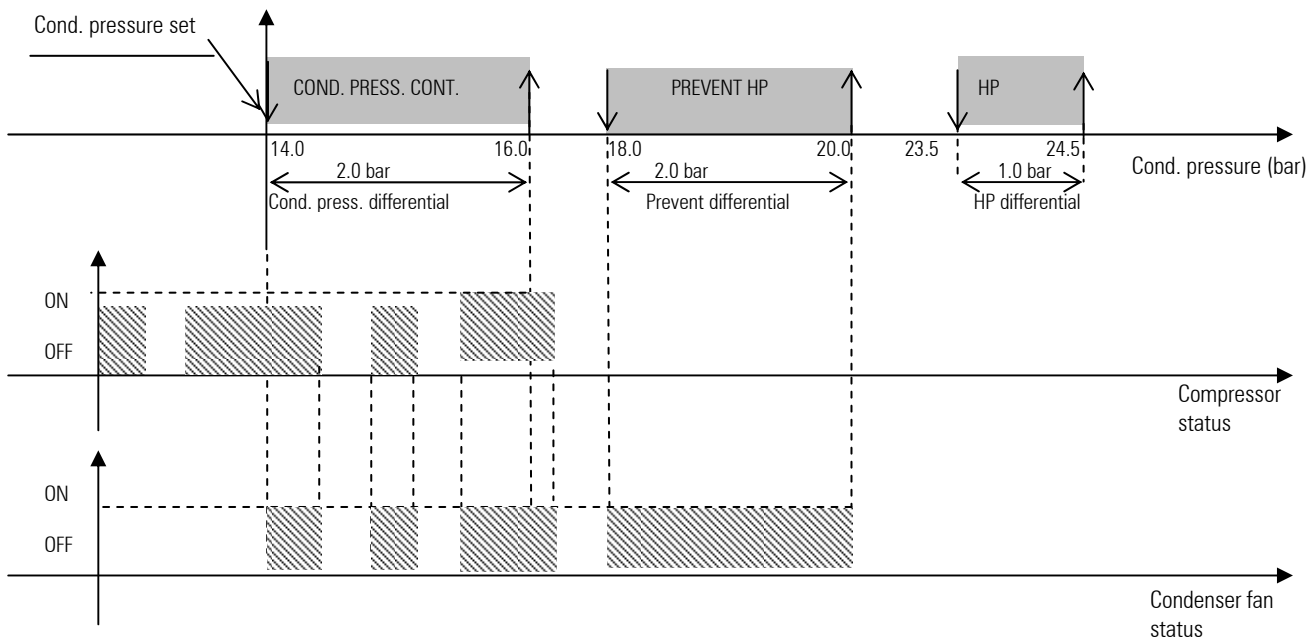 Cond. pressure set
COND. PRESS. CONT.
PREVENT HP
HP
14.0
16.0
18.0
20.0
23.5
24.5
Cond. pressure (bar)
2.0 bar
2.0 bar
1.0 bar
Cond. press. differential
Prevent differential
HP differential
ON
OFF
Compressor
status
ON
OFF
Condenser fan
status